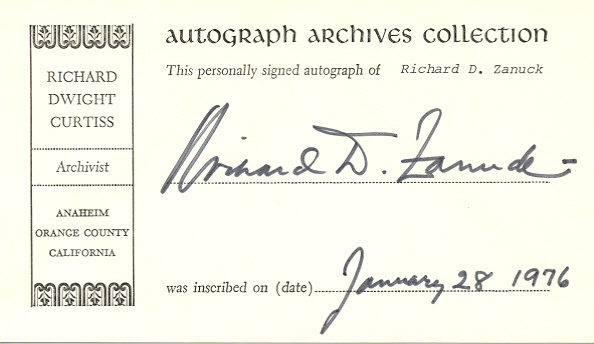 RICHARD
DWIGHT
CURTISS
Archivist
ANAHEIM
ORANGE COUNTY
CALIFORNIA
AUTOGRAPH ARCHIVES COLLECTION
This personally signed autograph of Richard D. Zanuck
Richard D. Zanuck
was inscribed on (date) January 28 1976